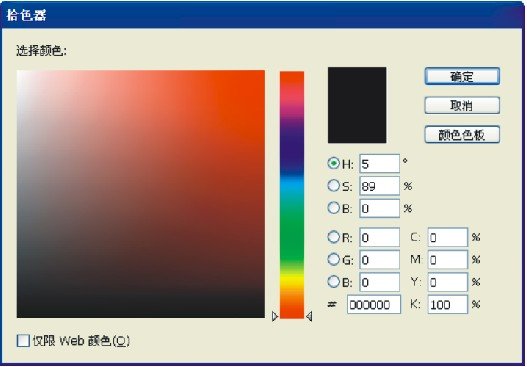 拾色器
选择颜色:
确定
取消
颜色色板
H: 5 °
S: 89 %
B: 0 %
R: 0 C: 0 %
G: 0 M: 0 %
B: 0 Y: 0 %
# 000000 K: 100 %
仅限 Web 颜色(O)